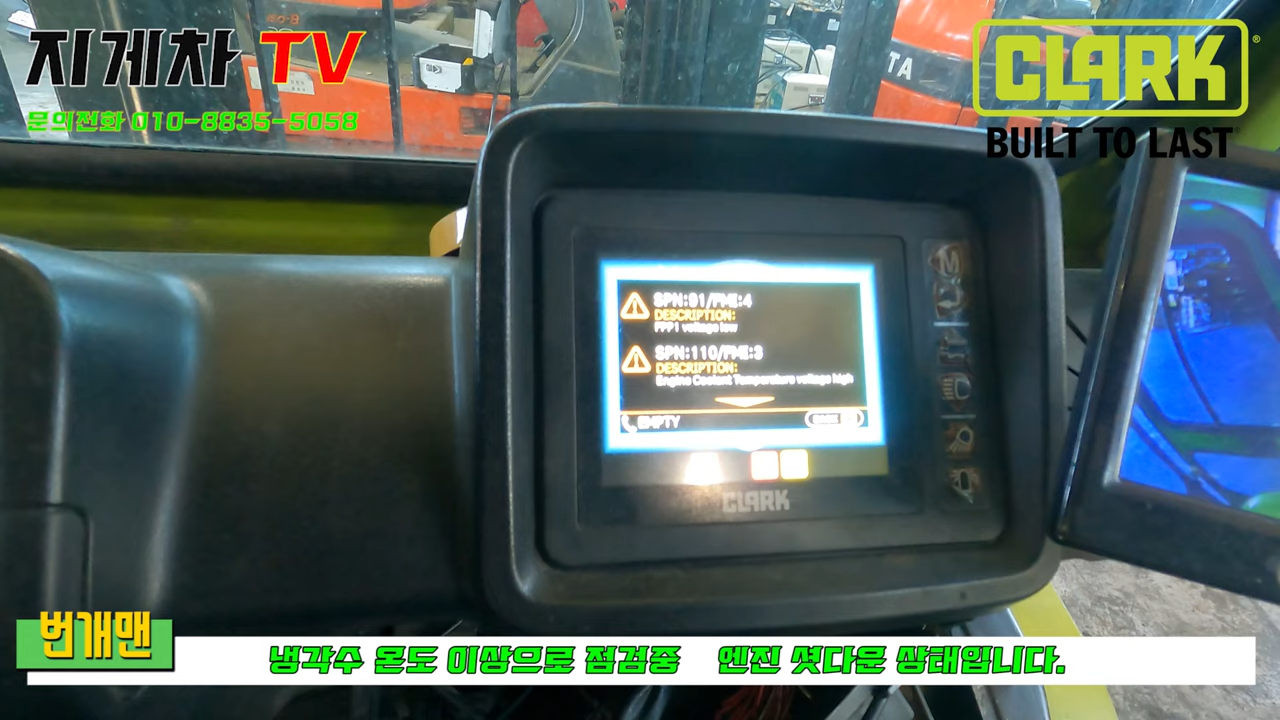 지게차 TV
문의전화 010-8835-5058
CLARK®
BUILT TO LAST
TA
SPN:91/FMI:4
DESCRIPTION:
FPP1 voltage low
SPN:110/FMI:3
DESCRIPTION:
Engine Coolant Temperature voltage high
EMPTY
CLARK
번개맨
냉각수 온도 이상으로 점검중 엔진 셧다운 상태입니다.